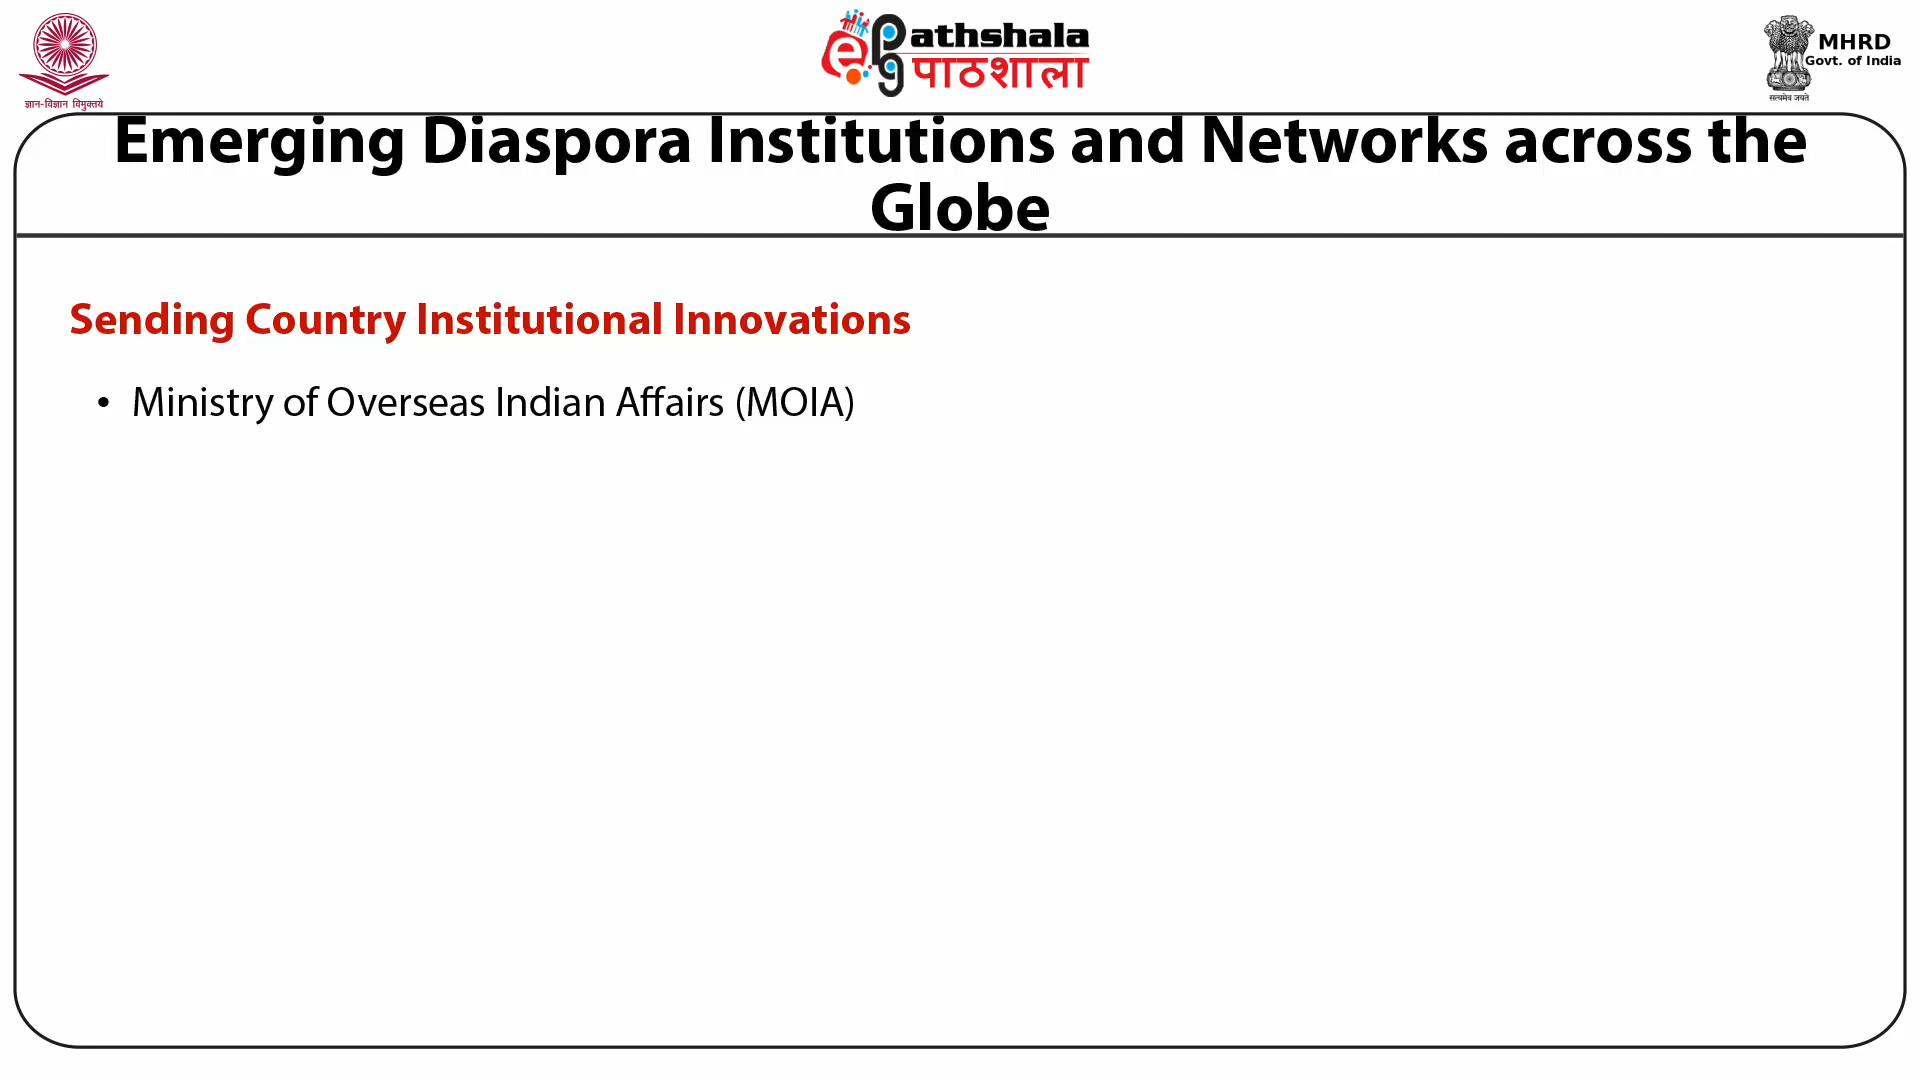 ज्ञान-विज्ञान विमुक्तये
ePG Pathshala
पाठशाला
MHRD
Govt. of India
सत्यमेव जयते
Emerging Diaspora Institutions and Networks across the
Globe
Sending Country Institutional Innovations
• Ministry of Overseas Indian Affairs (MOIA)